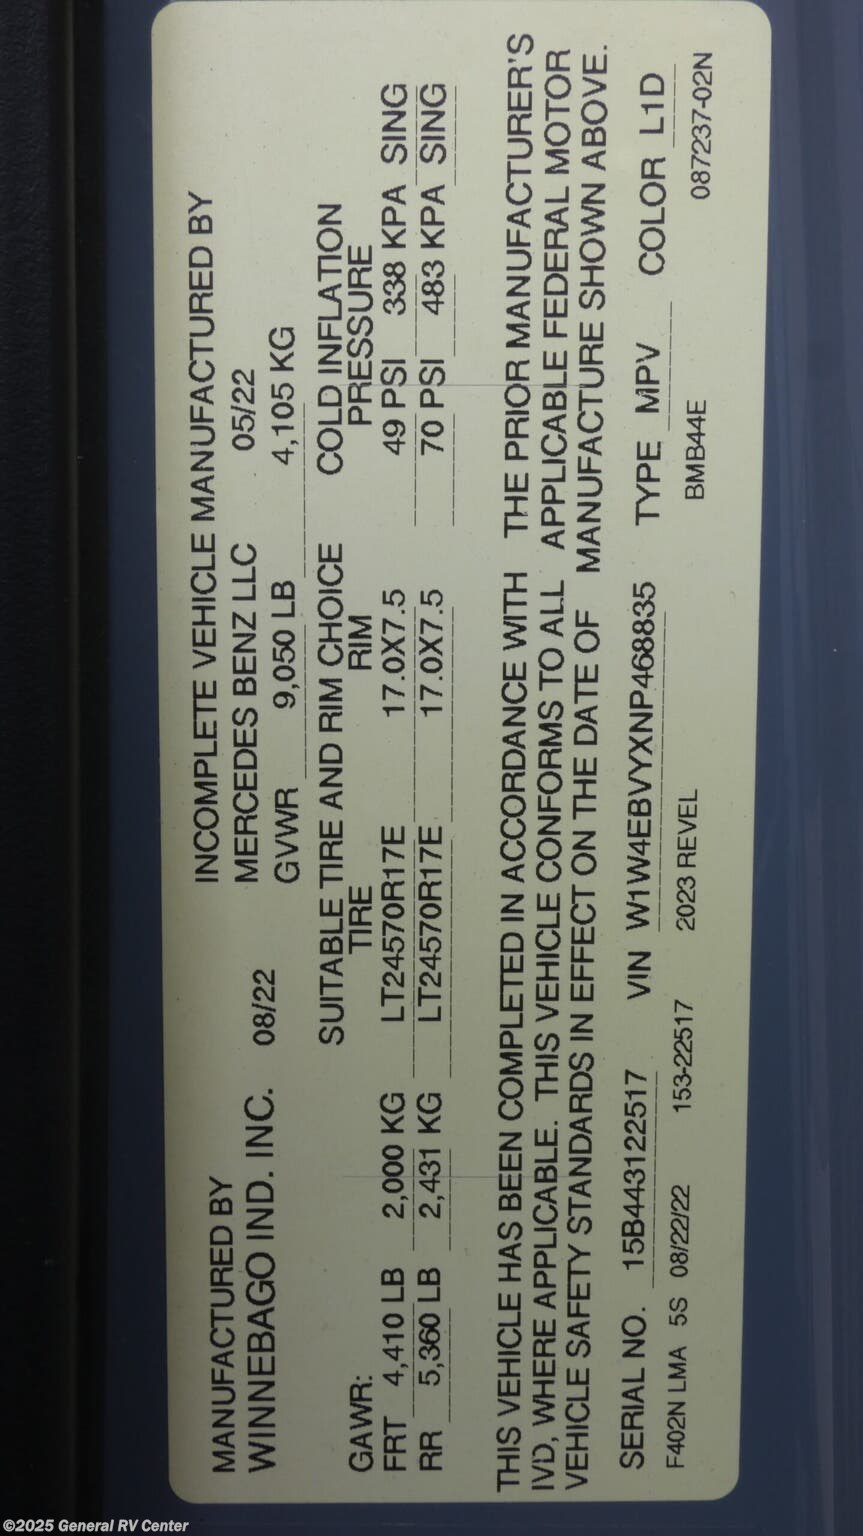 MANUFACTURED BY INCOMPLETE VEHICLE MANUFACTURED BY
WINNEBAGO IND. INC. 08/22 MERCEDES BENZ LLC 05/22
GVWR 9,050 LB 4,105 KG
SUITABLE TIRE AND RIM CHOICE COLD INFLATION
GAWR: TIRE RIM PRESSURE
FRT 4,410 LB 2,000 KG LT24570R17E 17.0X7.5 49 PSI 338 KPA SING
RR 5,360 LB 2,431 KG LT24570R17E 17.0X7.5 70 PSI 483 KPA SING
THIS VEHICLE HAS BEEN COMPLETED IN ACCORDANCE WITH THE PRIOR MANUFACTURER'S
IVD, WHERE APPLICABLE. THIS VEHICLE CONFORMS TO ALL APPLICABLE FEDERAL MOTOR
VEHICLE SAFETY STANDARDS IN EFFECT ON THE DATE OF MANUFACTURE SHOWN ABOVE.
SERIAL NO. 15B443122517 VIN W1W4EBVYXNP468835 TYPE MPV COLOR L1D
F402N LMA 5S 08/22/22 153-22517 2023 REVEL BMB44E 087237-02N
©2025 General RV Center